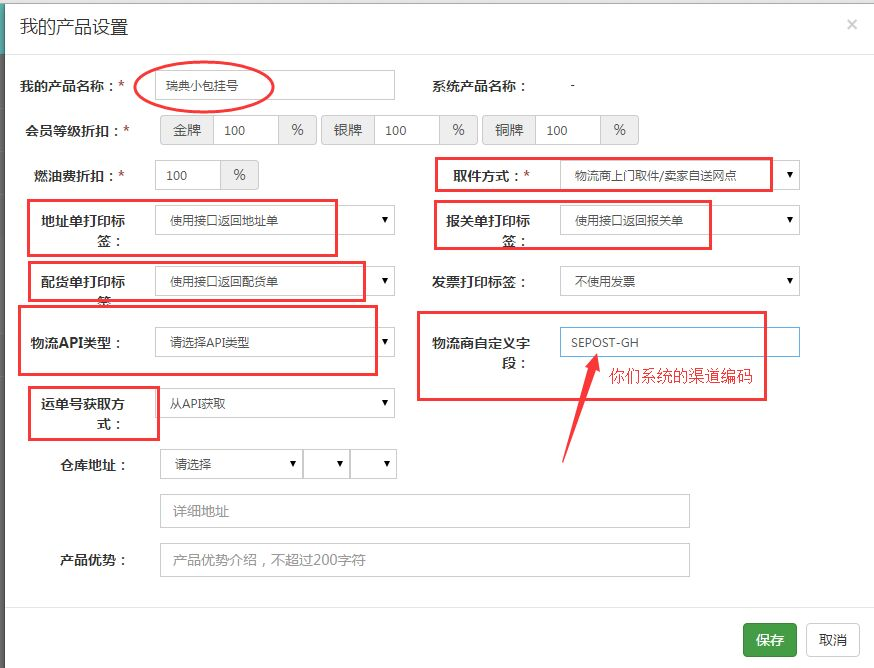 我的产品设置 ×
我的产品名称：* 瑞典小包挂号 系统产品名称： -
会员等级折扣：* 金牌 100 % 银牌 100 % 铜牌 100 %
燃油费折扣：* 100 % 取件方式：* 物流商上门取件/卖家自送网点
地址单打印标 使用接口返回地址单 报关单打印标 使用接口返回报关单
签： 签：
配货单打印标 使用接口返回配货单 发票打印标签： 不使用发票
签
物流API类型： 请选择API类型 物流商自定义字 SEPOST-GH
段：
你们系统的渠道编码
运单号获取方 从API获取
式：
仓库地址： 请选择
详细地址
产品优势： 产品优势介绍，不超过200字符
保存 取消